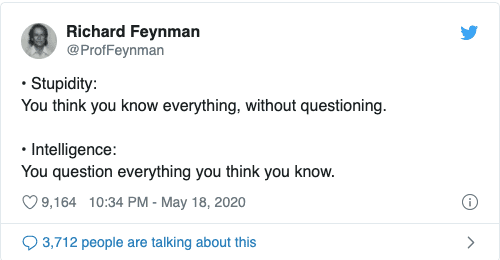 Richard Feynman
@ProfFeynman
• Stupidity:
You think you know everything, without questioning.
• Intelligence:
You question everything you think you know.
9,164 10:34 PM - May 18, 2020
3,712 people are talking about this